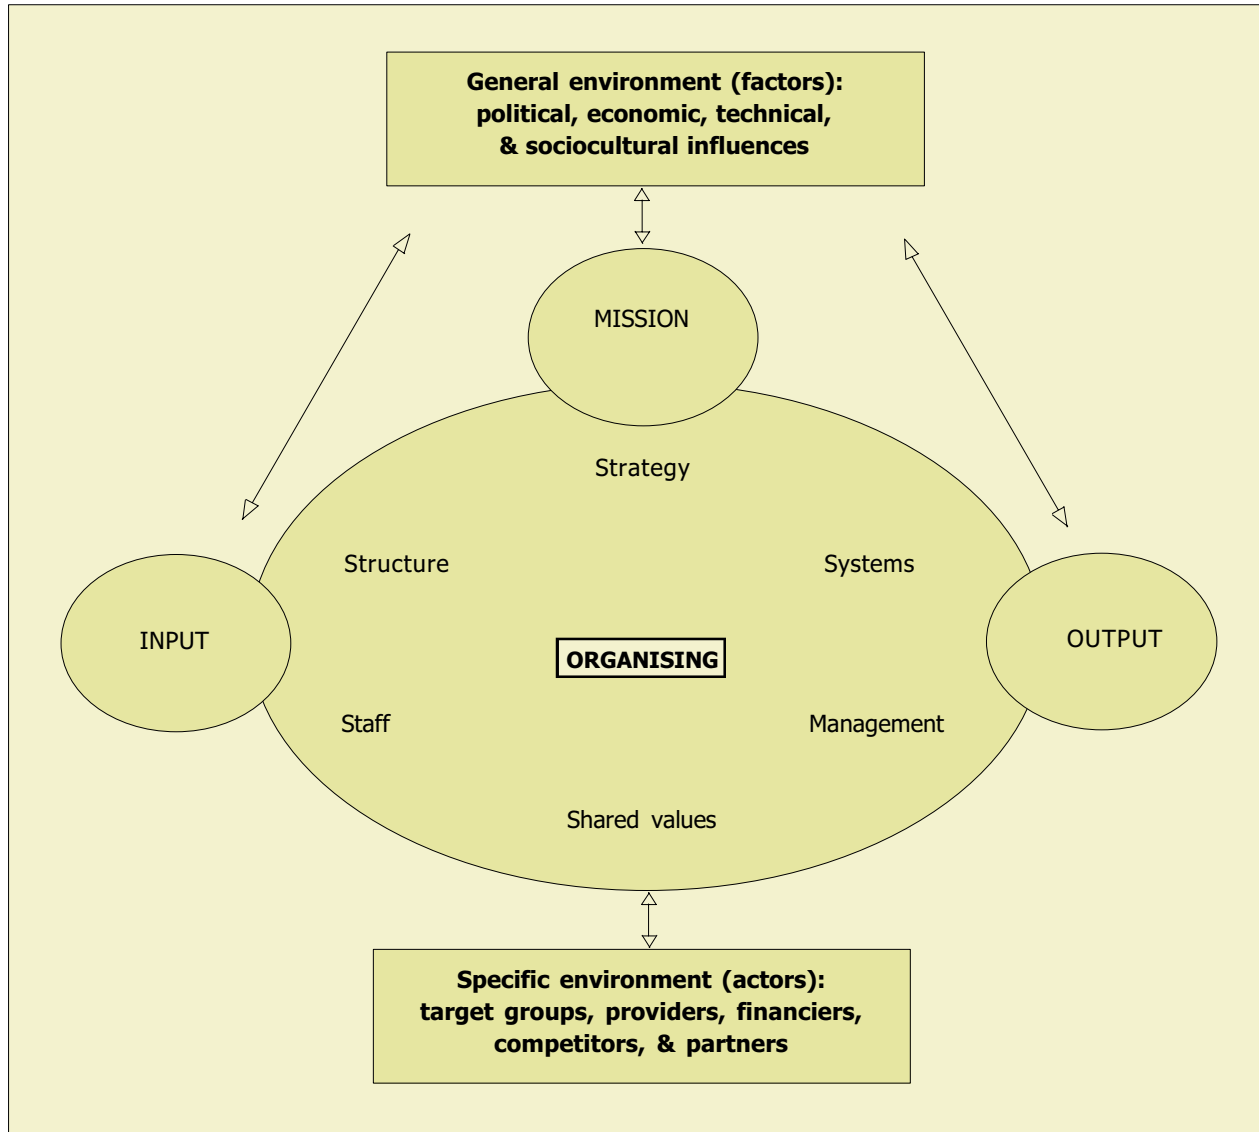 General environment (factors):
political, economic, technical,
& sociocultural influences
MISSION
Strategy
Structure
Systems
INPUT
ORGANISING
OUTPUT
Staff
Management
Shared values
Specific environment (actors):
target groups, providers, financiers,
competitors, & partners